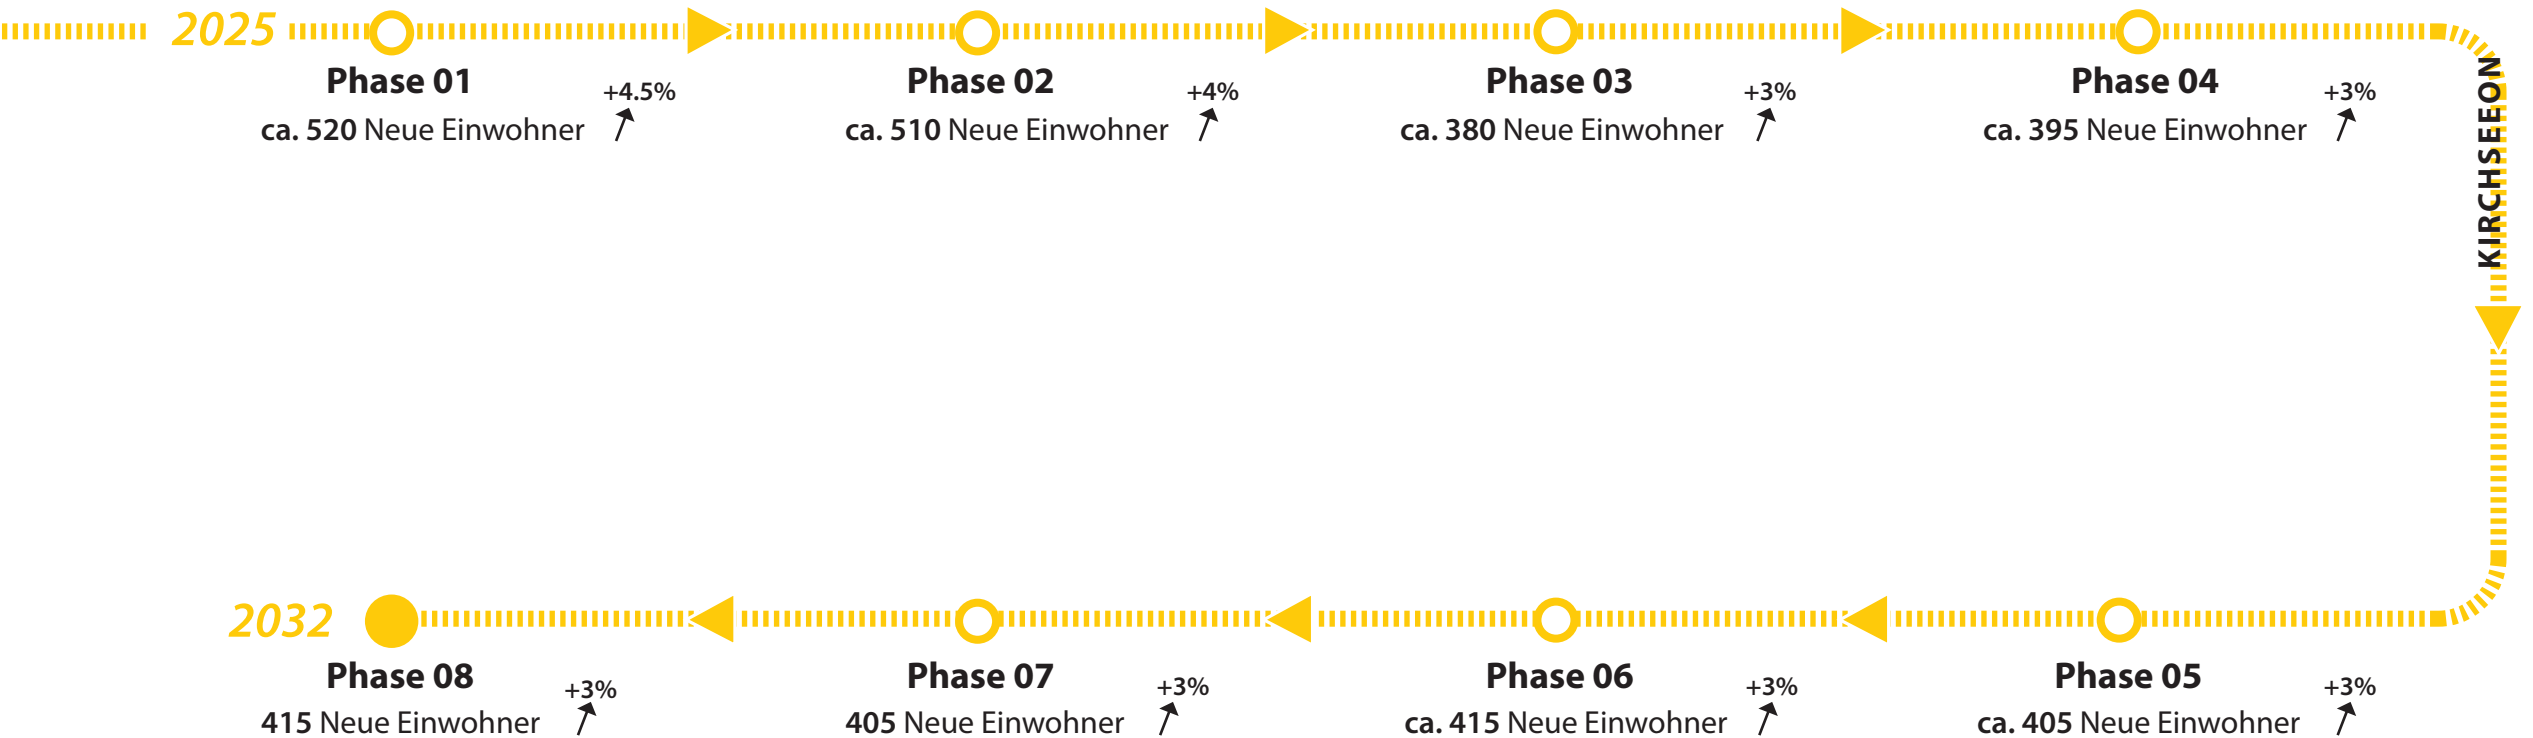 2025
Phase 01
+4.5%
ca. 520 Neue Einwohner
Phase 02
+4%
ca. 510 Neue Einwohner
Phase 03
+3%
ca. 380 Neue Einwohner
Phase 04
+3%
ca. 395 Neue Einwohner
KIRCHSEEON
Phase 05
+3%
ca. 405 Neue Einwohner
Phase 06
+3%
ca. 415 Neue Einwohner
Phase 07
+3%
405 Neue Einwohner
2032
Phase 08
+3%
415 Neue Einwohner